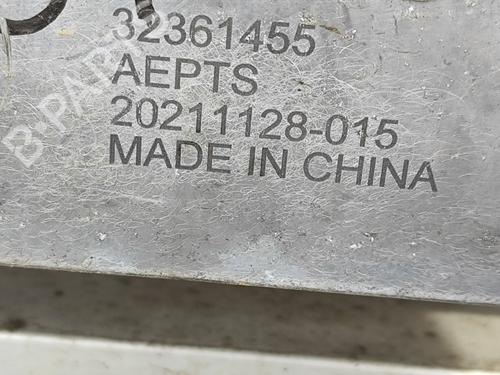 32361455
AEPTS
20211128-015
MADE IN CHINA
B-PARTS